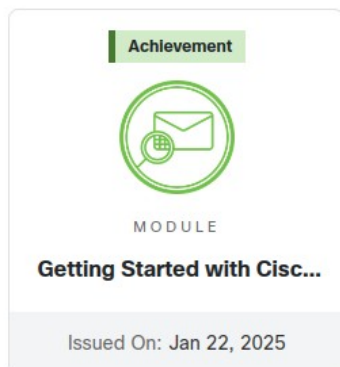 Achievement
MODULE
Getting Started with Cisc...
Issued On: Jan 22, 2025